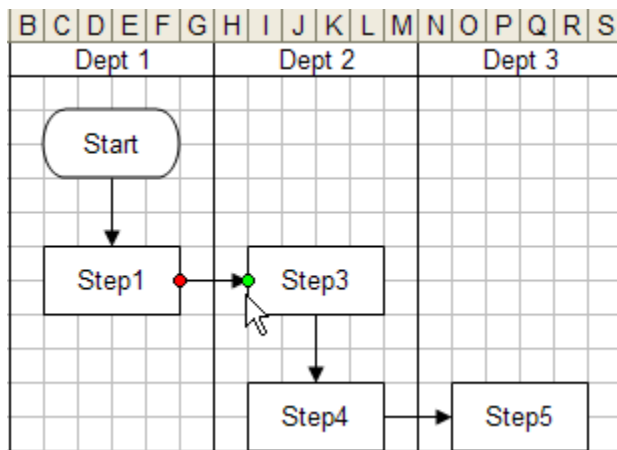 B C D E F G H I J K L M N O P Q R S
Dept 1 Dept 2 Dept 3
Start
Step1 Step3
Step4 Step5